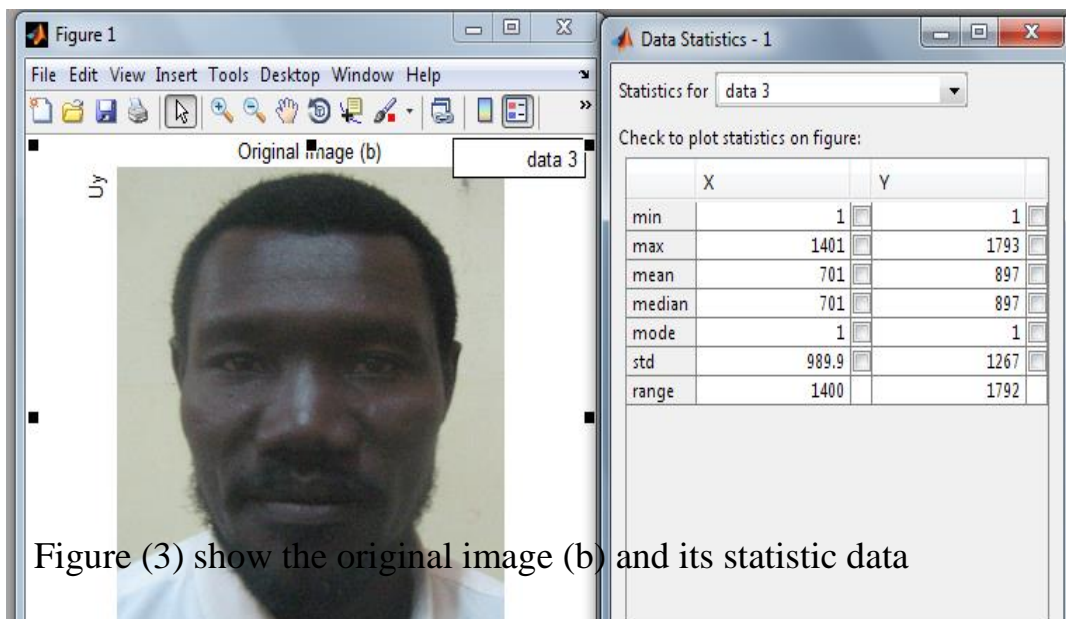 Figure 1
File Edit View Insert Tools Desktop Window Help
Original image (b)
data 3
Uy
Data Statistics - 1
Statistics for data 3
Check to plot statistics on figure:
X Y
min 1 1
max 1401 1793
mean 701 897
median 701 897
mode 1 1
std 989.9 1267
range 1400 1792
Figure (3) show the original image (b) and its statistic data